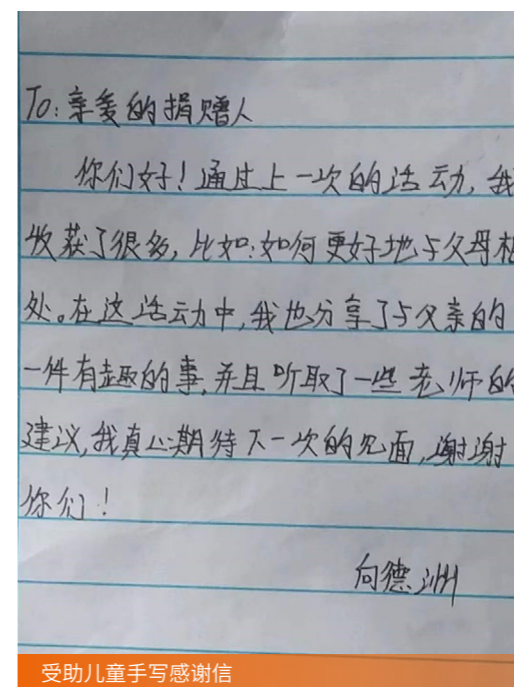 To:亲爱的捐赠人
你们好!通过上一次的活动,我
收获了很多,比如:如何更好地与父母相
处。在这活动中,我也分享了与父亲的
一件有趣的事,并且听取了一些老师的
建议,我真心期待下一次的见面,谢谢
你们!
向德洲
受助儿童手写感谢信